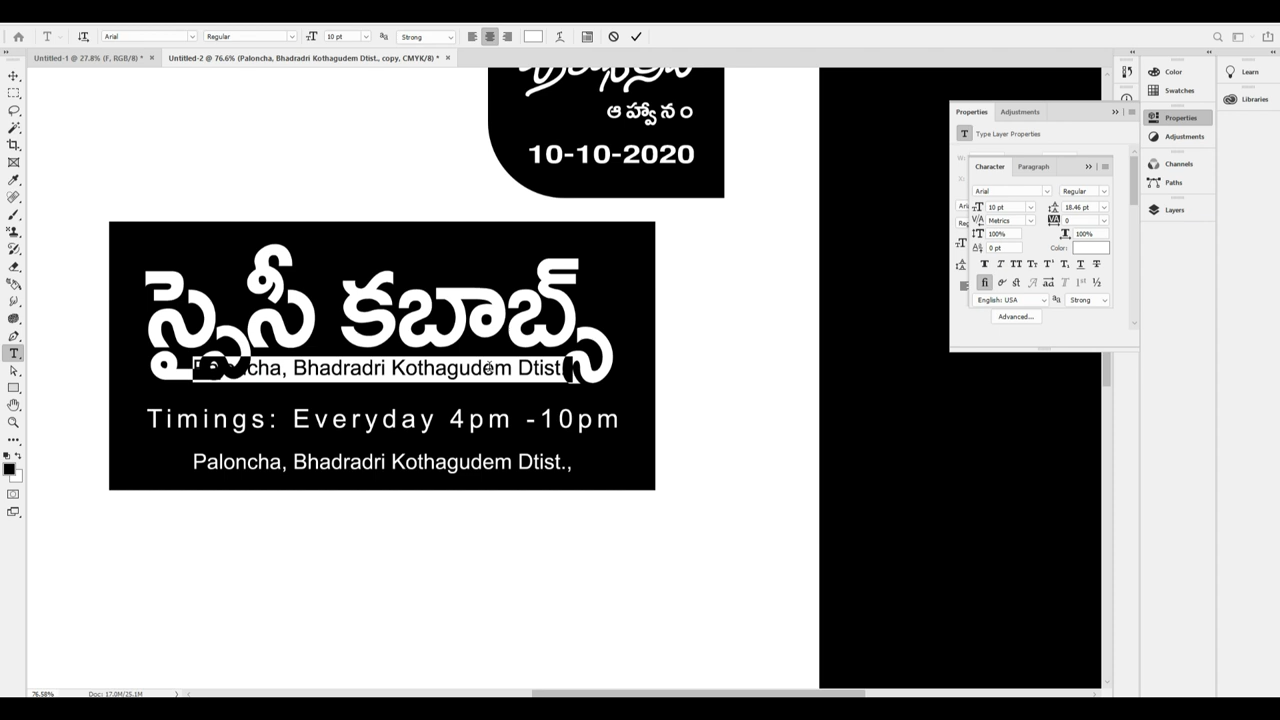 Arial
Regular
10 pt
Strong
Untitled-1 @ 27.8% (F, RGB/8) *
Untitled-2 @ 76.6% (Paloncha, Bhadradri Kothagudem Dtist., copy, CMYK/8) *
Color
Swatches
Properties
Adjustments
Channels
Paths
Layers
Learn
Libraries
Properties
Adjustments
Type Layer Properties
Character
Paragraph
Arial
Regular
10 pt
18.46 pt
Metrics
0
100%
100%
0 pt
Color:
English: USA
Strong
Advanced...
ఆహ్వానం
10-10-2020
స్పైసీ కబాబ్స్
Paloncha, Bhadradri Kothagudem Dtist.,
Timings: Everyday 4pm -10pm
Paloncha, Bhadradri Kothagudem Dtist.,
76.58%
Doc: 17.0M/25.1M